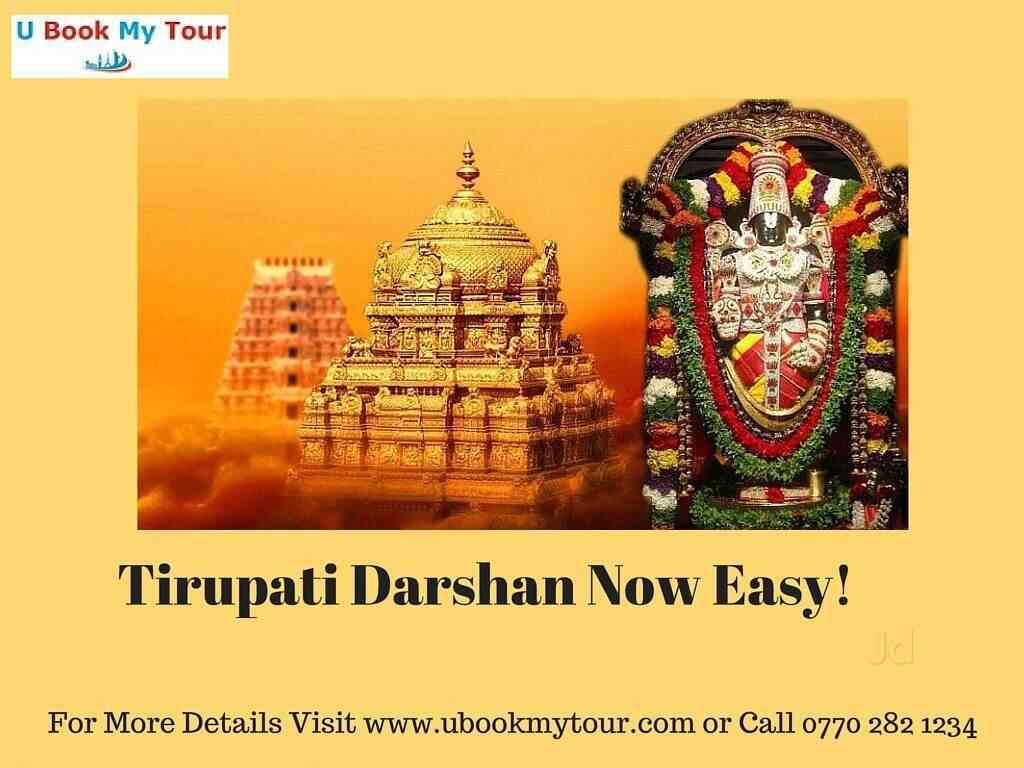 U Book My Tour
Tirupati Darshan Now Easy!
Jd
For More Details Visit www.ubookmytour.com or Call 0770 282 1234